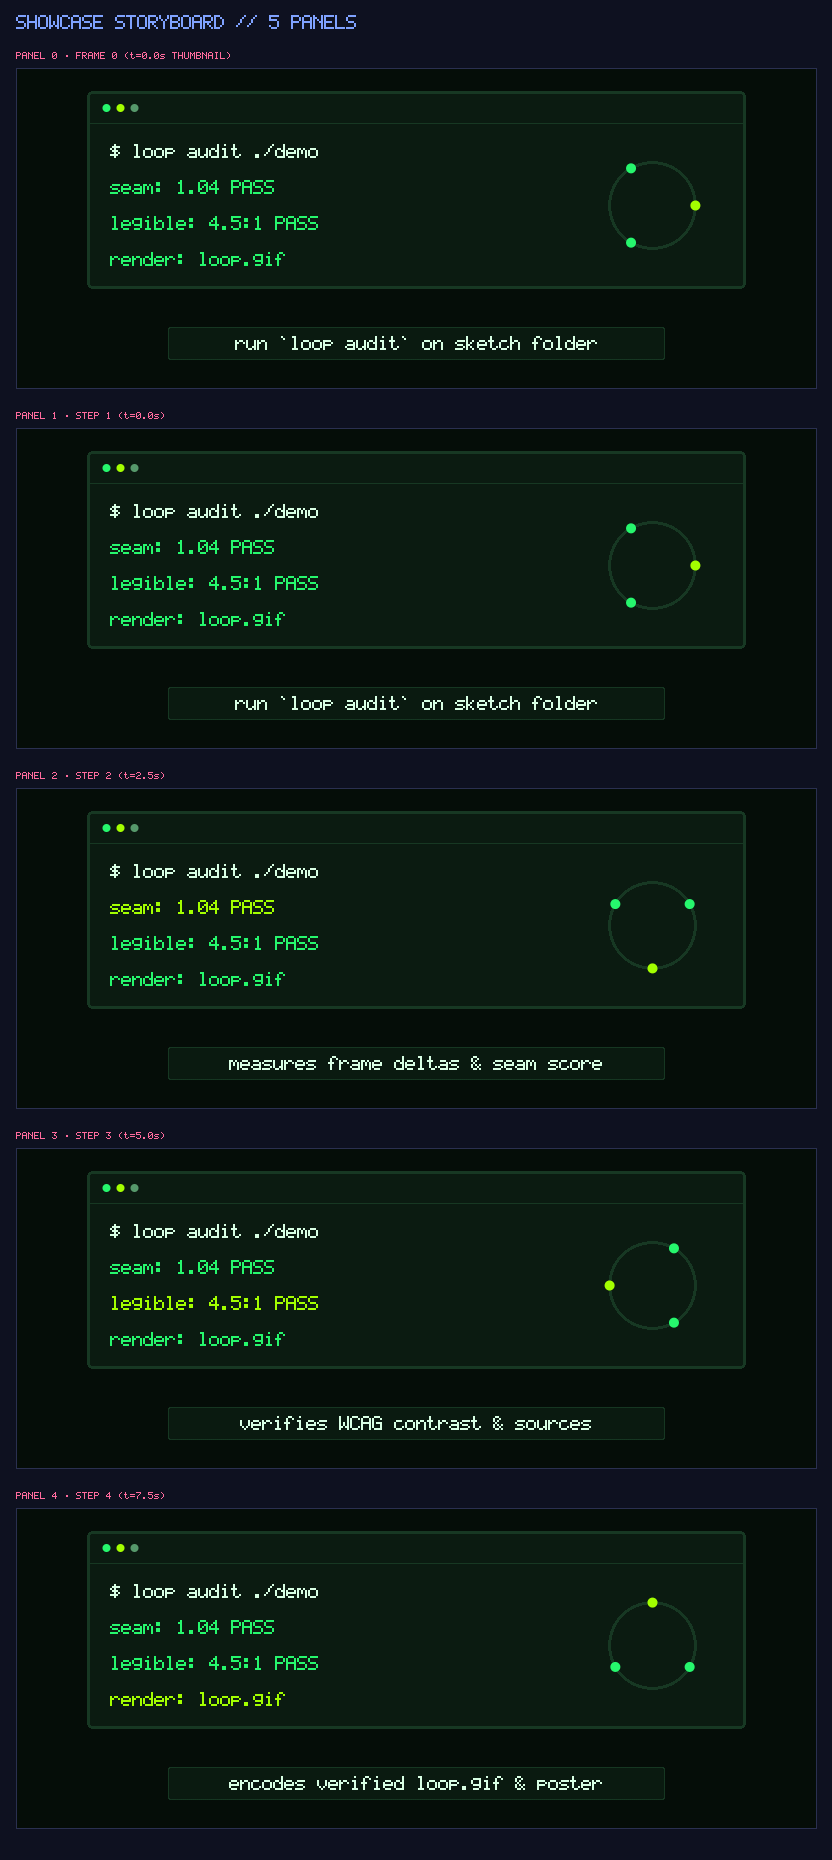 SHOWCASE STORYBOARD // 5 PANELS
PANEL 0 · FRAME 0 (t=0.0s THUMBNAIL)
$ loop audit ./demo
seam: 1.04 PASS
legible: 4.5:1 PASS
render: loop.gif
run `loop audit` on sketch folder
PANEL 1 · STEP 1 (t=0.0s)
$ loop audit ./demo
seam: 1.04 PASS
legible: 4.5:1 PASS
render: loop.gif
run `loop audit` on sketch folder
PANEL 2 · STEP 2 (t=2.5s)
$ loop audit ./demo
seam: 1.04 PASS
legible: 4.5:1 PASS
render: loop.gif
measures frame deltas & seam score
PANEL 3 · STEP 3 (t=5.0s)
$ loop audit ./demo
seam: 1.04 PASS
legible: 4.5:1 PASS
render: loop.gif
verifies WCAG contrast & sources
PANEL 4 · STEP 4 (t=7.5s)
$ loop audit ./demo
seam: 1.04 PASS
legible: 4.5:1 PASS
render: loop.gif
encodes verified loop.gif & poster